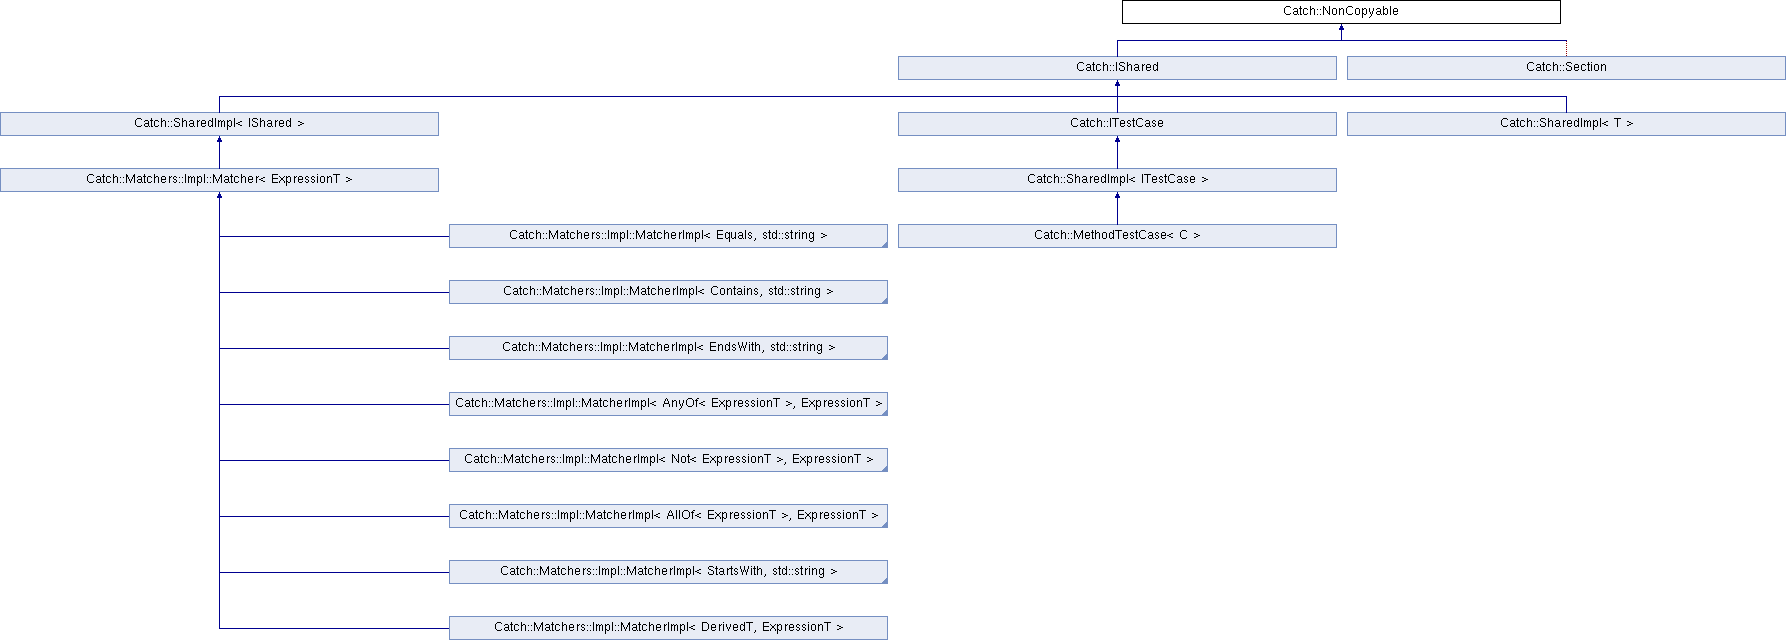 Catch::NonCopyable
Catch::IShared
Catch::Section
Catch::SharedImpl< IShared >
Catch::ITestCase
Catch::SharedImpl< T >
Catch::Matchers::Impl::Matcher< ExpressionT >
Catch::SharedImpl< ITestCase >
Catch::Matchers::Impl::MatcherImpl< Equals, std::string >
Catch::MethodTestCase< C >
Catch::Matchers::Impl::MatcherImpl< Contains, std::string >
Catch::Matchers::Impl::MatcherImpl< EndsWith, std::string >
Catch::Matchers::Impl::MatcherImpl< AnyOf< ExpressionT >, ExpressionT >
Catch::Matchers::Impl::MatcherImpl< Not< ExpressionT >, ExpressionT >
Catch::Matchers::Impl::MatcherImpl< AllOf< ExpressionT >, ExpressionT >
Catch::Matchers::Impl::MatcherImpl< StartsWith, std::string >
Catch::Matchers::Impl::MatcherImpl< DerivedT, ExpressionT >